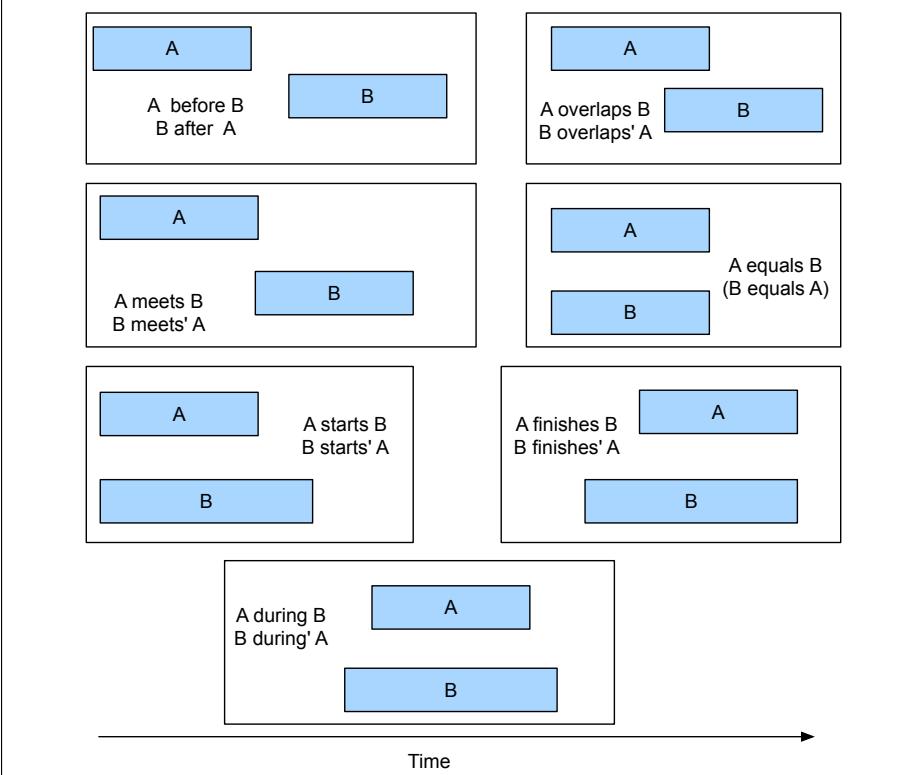 A
B
A before B
B after A
A
A overlaps B
B overlaps' A
B
A
B
A meets B
B meets' A
A
A equals B
(B equals A)
B
A
A starts B
B starts' A
B
A
A finishes B
B finishes' A
B
A
A during B
B during' A
B
Time